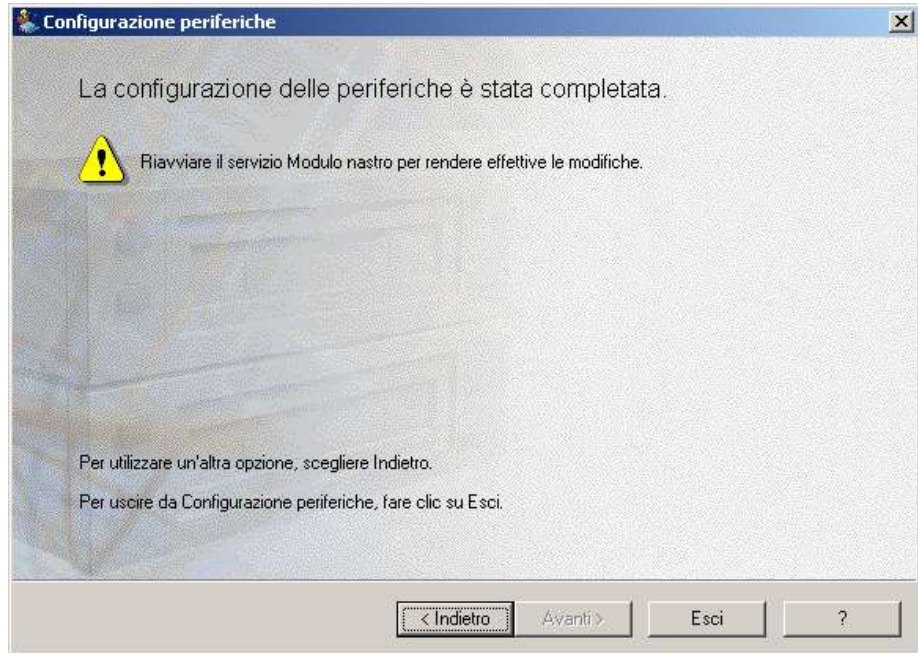 Configurazione periferiche
La configurazione delle periferiche è stata completata.
Riavviare il servizio Modulo nastro per rendere effettive le modifiche.
Per utilizzare un'altra opzione, scegliere Indietro.
Per uscire da Configurazione periferiche, fare clic su Esci.
< Indietro Avanti > Esci ?